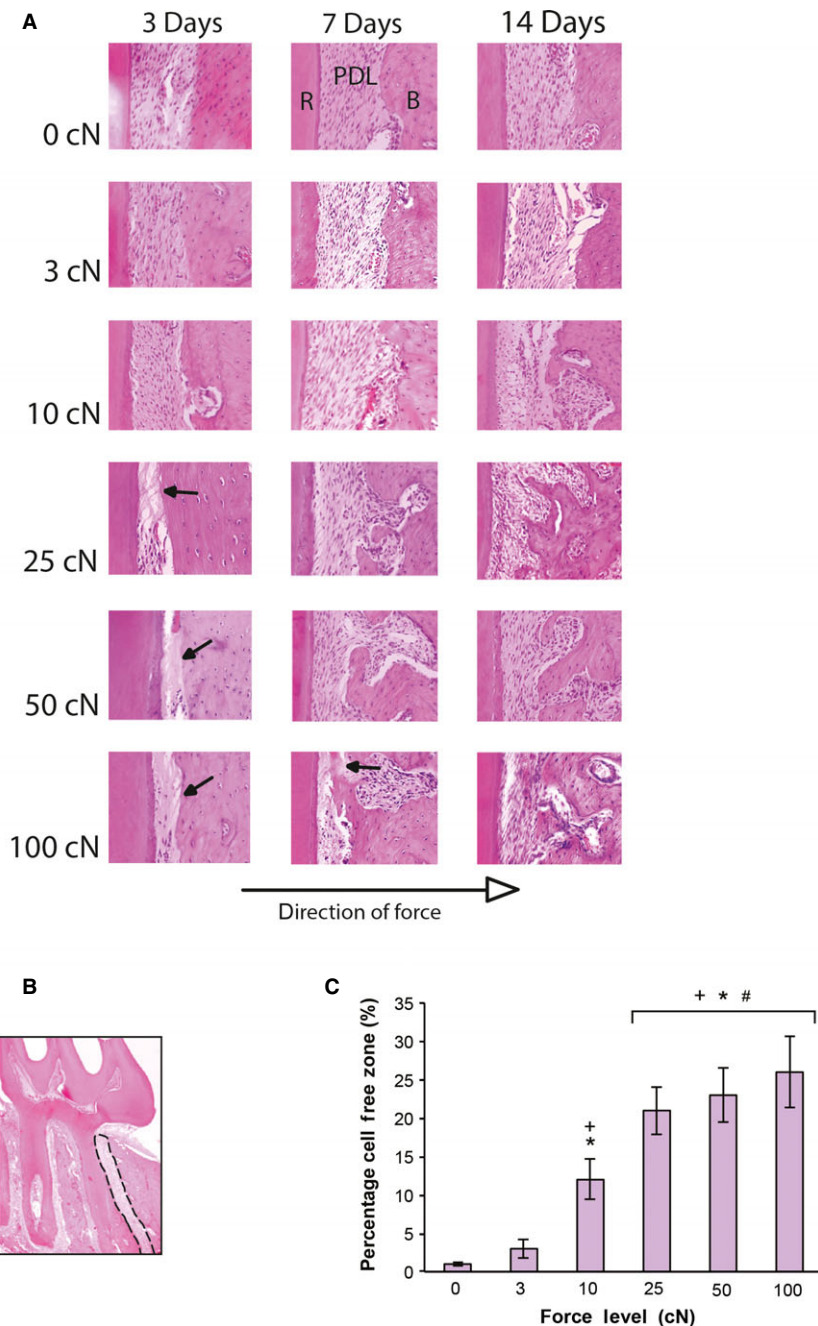 A
3 Days 7 Days 14 Days
0 cN
R PDL B
3 cN
10 cN
25 cN
50 cN
100 cN
Direction of force
B
C
Percentage cell free zone (%)
35
30
25
20
15
10
5
0
+ * #
+
*
0 3 10 25 50 100
Force level (cN)